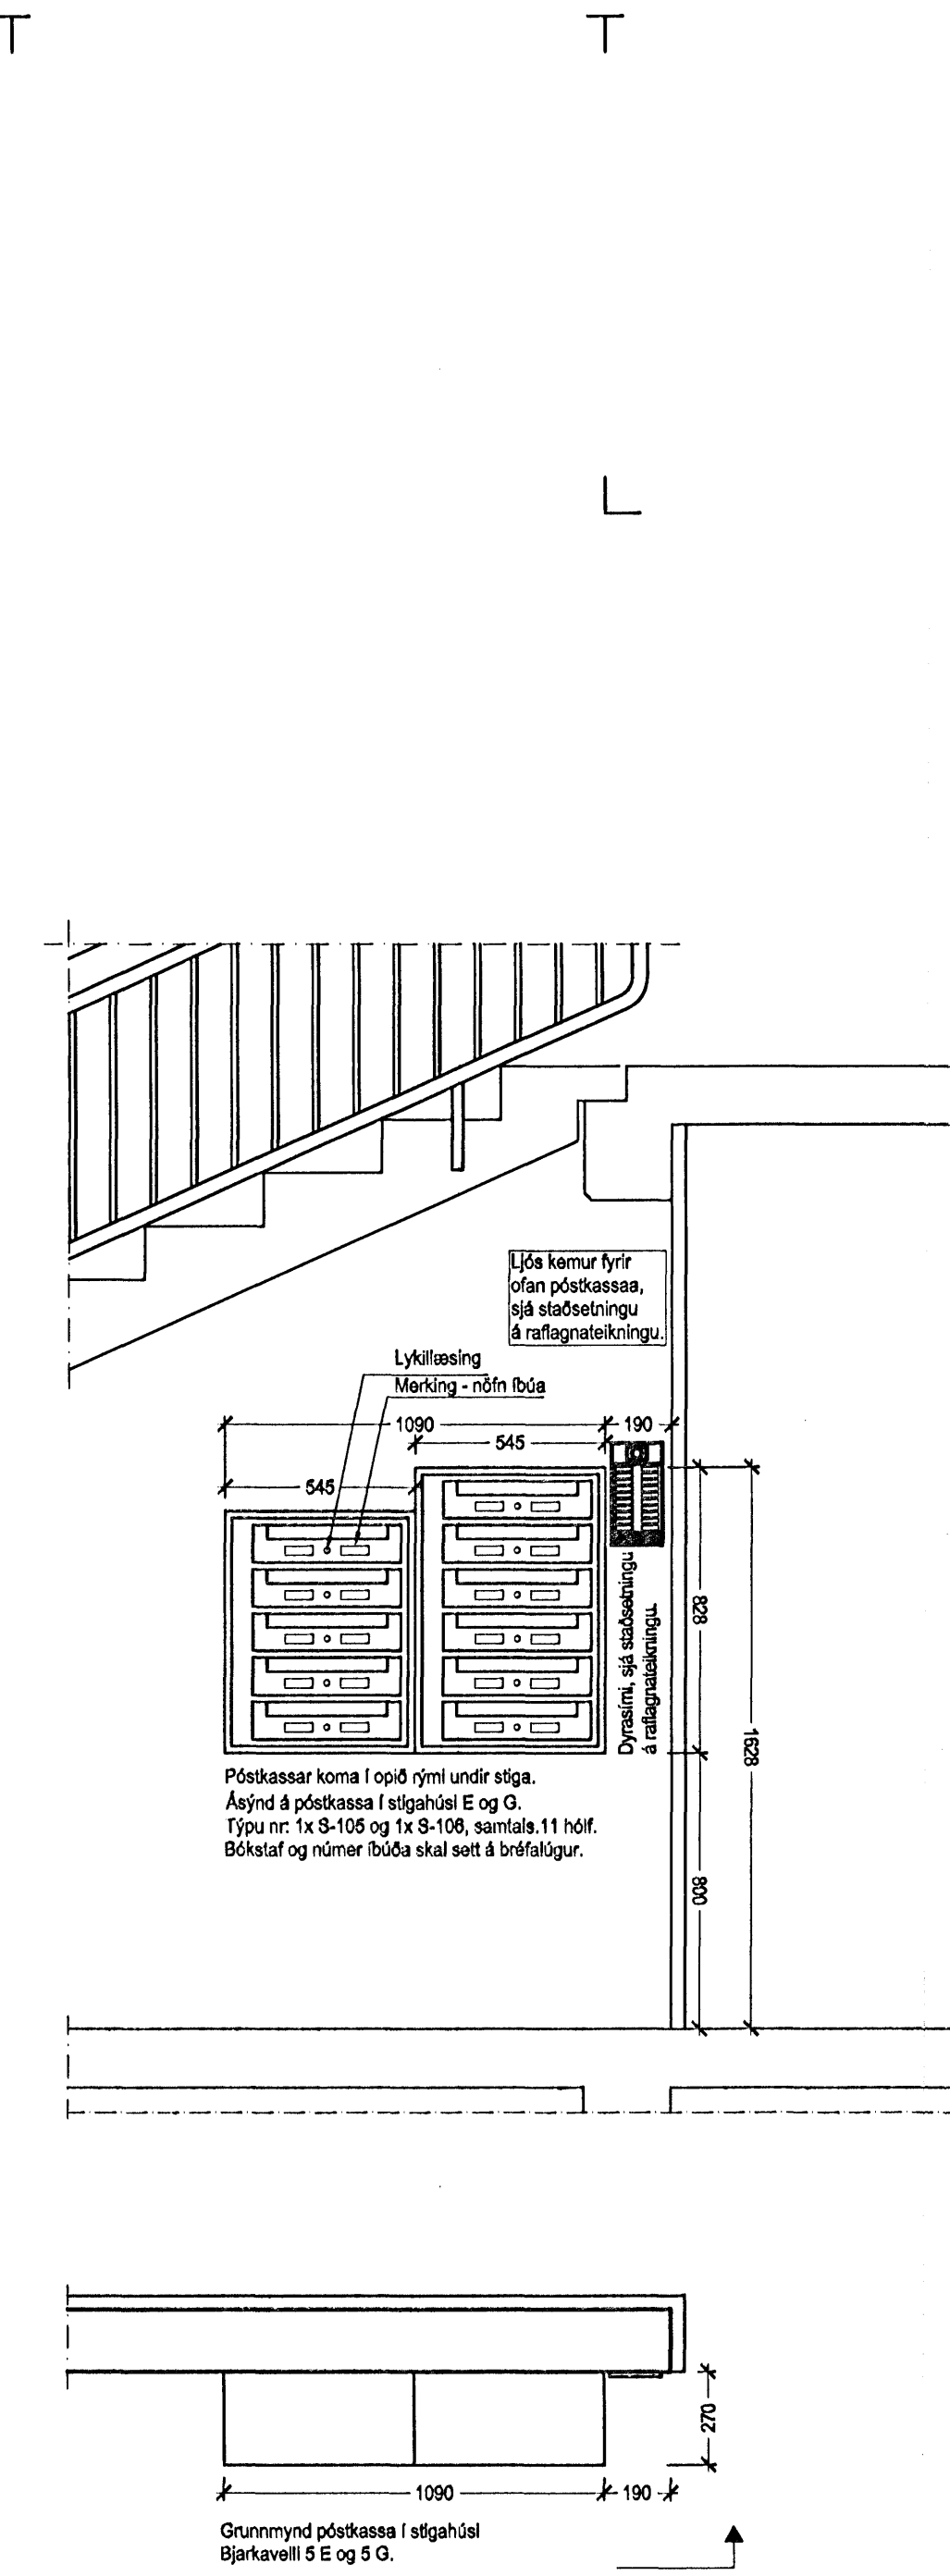 Ljós kemur fyrir
ofan póstkassaa,
sjá staðsetningu
á raflagnateikningu.
Lykillæsing
Merking - nöfn íbúa
1090
190
545
545
Dyrasími, sjá staðsetningu
á raflagnateikningu.
828
1628
800
Póstkassar koma í opið rými undir stiga.
Ásýnd á póstkassa í stigahúsi E og G.
Týpu nr: 1x S-105 og 1x S-106, samtals.11 hólf.
Bókstaf og númer íbúða skal sett á bréfalúgur.
270
1090
190
Grunnmynd póstkassa í stigahúsi
Bjarkavelli 5 E og 5 G.